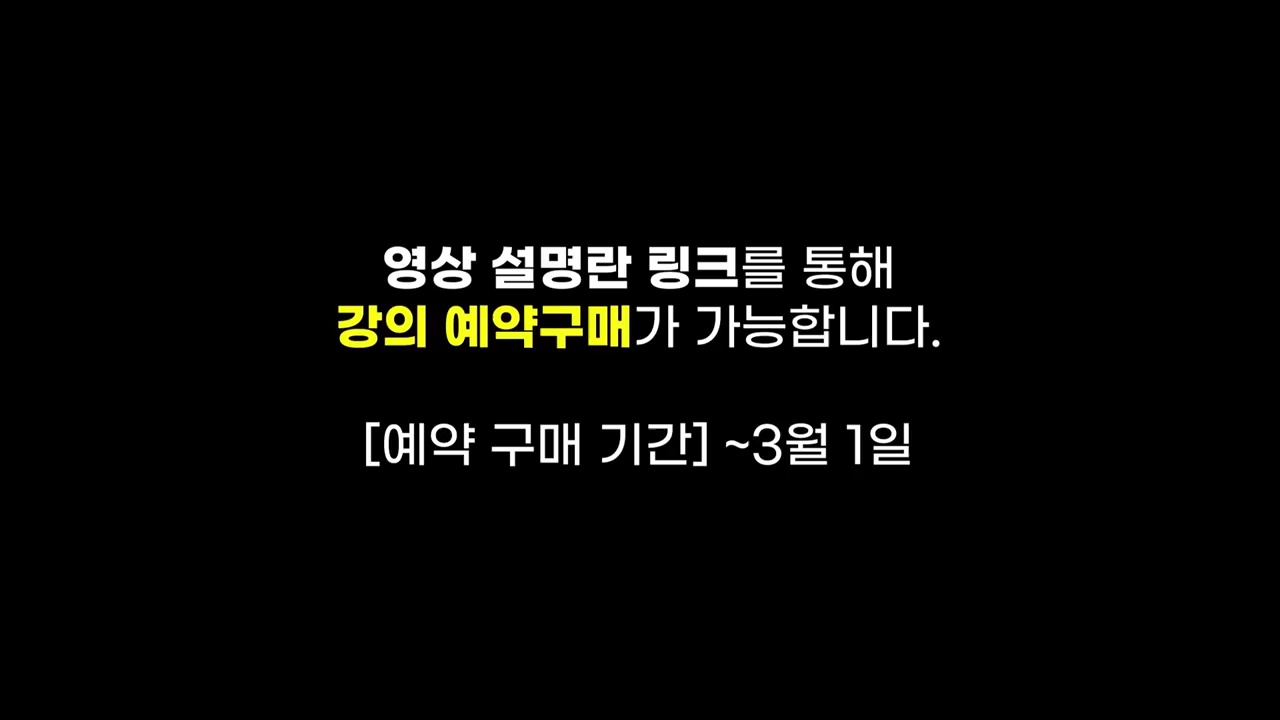 영상 설명란 링크를 통해
강의 예약구매가 가능합니다.
[예약 구매 기간] ~3월 1일